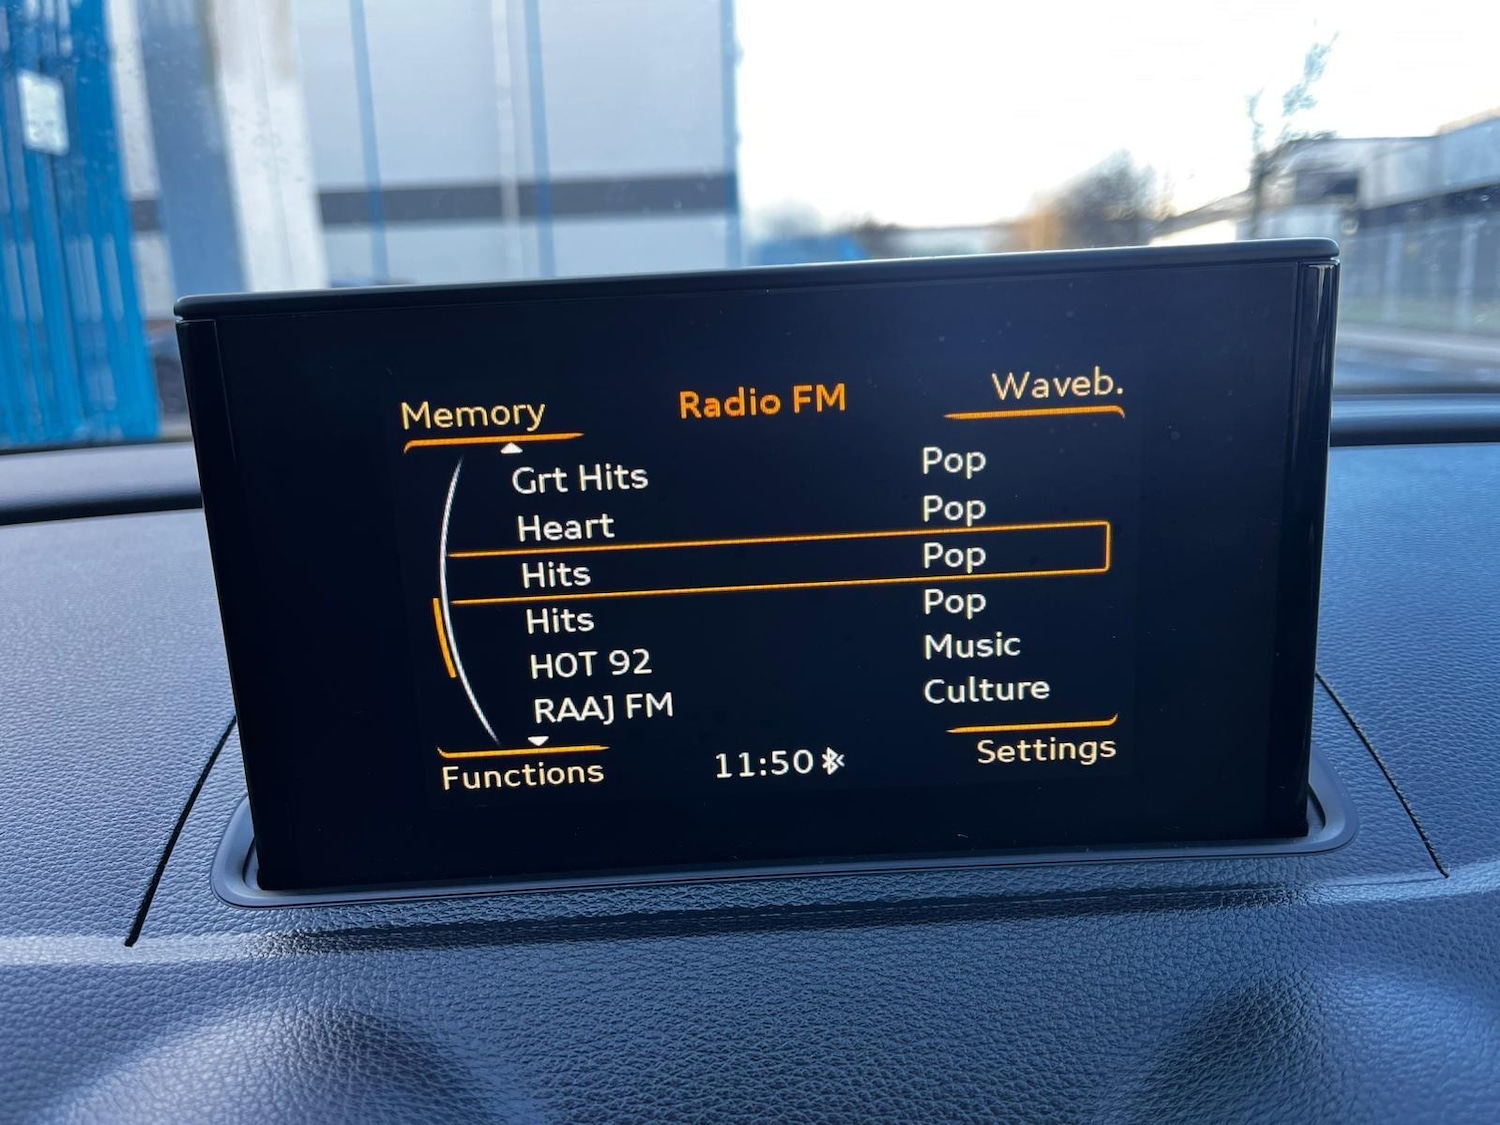 Memory Radio FM Waveb.
Grt Hits Pop
Heart Pop
Hits Pop
Hits Pop
HOT 92 Music
RAAJ FM Culture
Functions 11:50 Settings